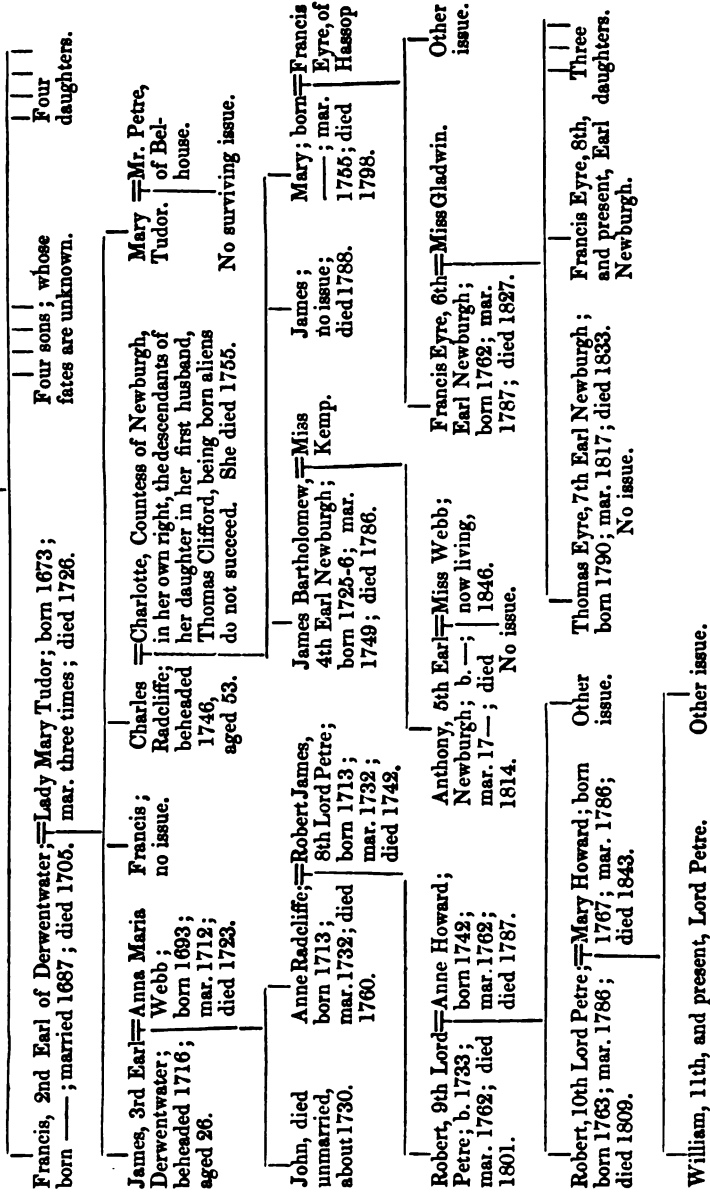 Francis, 2nd Earl of Derwentwater;═Lady Mary Tudor; born 1673;
born ——; married 1687; died 1705. mar. three times; died 1726.
Four sons; whose
fates are unknown.
Four
daughters.
James, 3rd Earl═Anna Maria
Derwentwater; Webb;
beheaded 1716; born 1693;
aged 26. mar. 1712;
died 1723.
Francis;
no issue.
Charles ═Charlotte, Countess of Newburgh,
Radcliffe; in her own right, the descendants of
beheaded her daughter in her first husband,
1746, Thomas Clifford, being born aliens
aged 53. do not succeed. She died 1755.
Mary ═Mr. Petre,
Tudor. of Bel-
house.
No surviving issue.
John, died
unmarried,
about 1730.
Anne Radcliffe;═Robert James,
born 1713; 8th Lord Petre;
mar. 1732; died born 1713;
1760. mar. 1732;
died 1742.
James Bartholomew,═Miss
4th Earl Newburgh; Kemp.
born 1725-6; mar.
1749; died 1786.
James;
no issue;
died 1788.
Mary; born═Francis
——; mar. Eyre, of
1755; died Hassop
1798.
Robert, 9th Lord═Anne Howard;
Petre; b. 1733; born 1742;
mar. 1762; died mar. 1762;
1801. died 1787.
Anthony, 5th Earl═Miss Webb;
Newburgh; b. —; now living,
mar. 17—; died 1846.
1814. No issue.
Francis Eyre, 6th═Miss Gladwin.
Earl Newburgh;
born 1762; mar.
1787; died 1827.
Other
issue.
Robert, 10th Lord Petre;═Mary Howard; born
born 1763; mar. 1786; 1767; mar. 1786;
died 1809. died 1843.
Other
issue.
Thomas Eyre, 7th Earl Newburgh;
born 1790; mar. 1817; died 1833.
No issue.
Francis Eyre, 8th,
and present, Earl
Newburgh.
Three
daughters.
William, 11th, and present, Lord Petre.
Other issue.